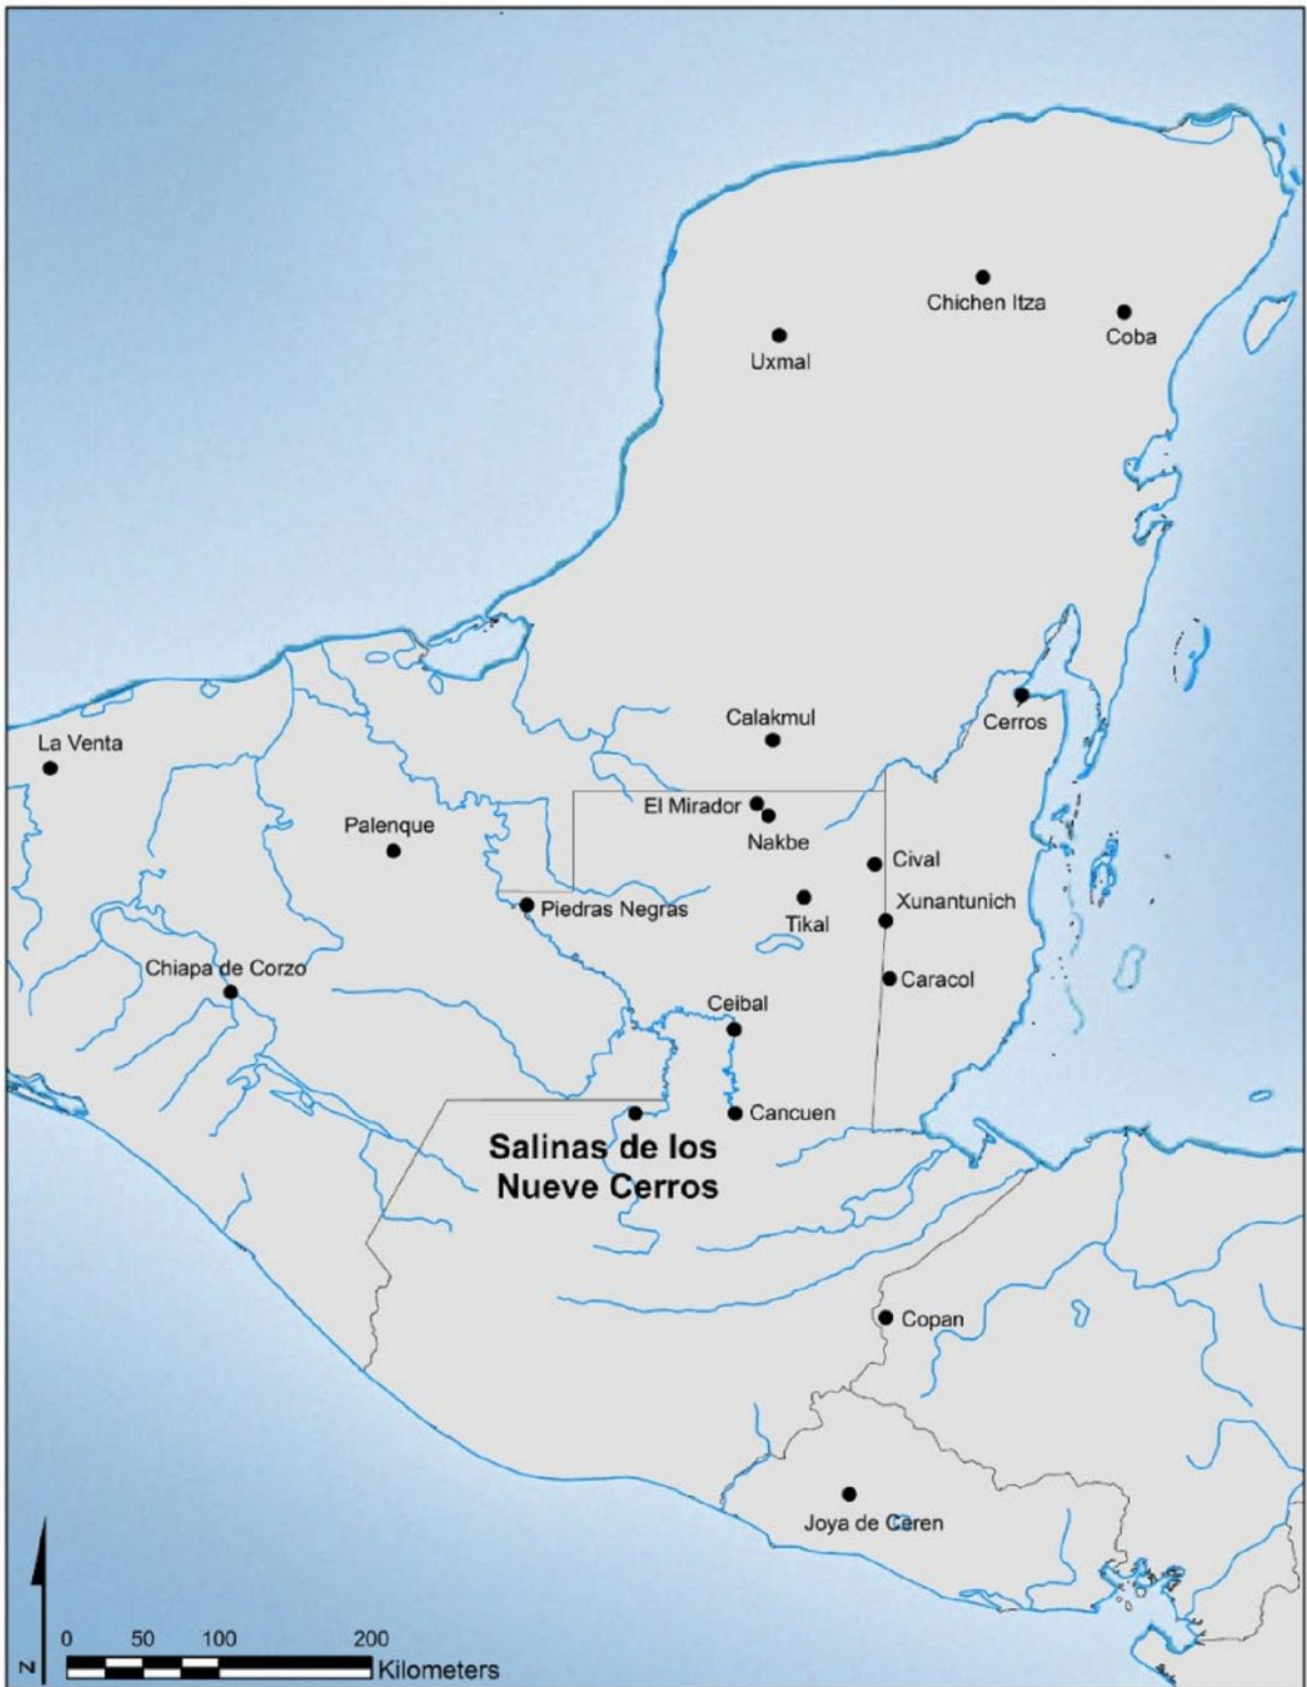 Chichen Itza
Coba
Uxmal
Calakmul
Cerros
La Venta
El Mirador
Nakbe
Palenque
Cival
Xunantunich
Piedras Negras
Tikal
Chiapa de Corzo
Caracol
Ceibal
Cancuen
Salinas de los
Nueve Cerros
Copan
Joya de Ceren
0 50 100 200
Kilometers
N